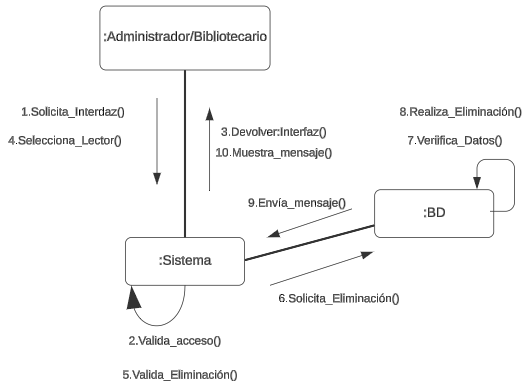 :Administrador/Bibliotecario
1.Solicita_Interdaz()
4.Selecciona_Lector()
3.Devolver:Interfaz()
10.Muestra_mensaje()
8.Realiza_Eliminación()
7.Veriifica_Datos()
9.Envía_mensaje()
:BD
:Sistema
6.Solicita_Eliminación()
2.Valida_acceso()
5.Valida_Eliminación()